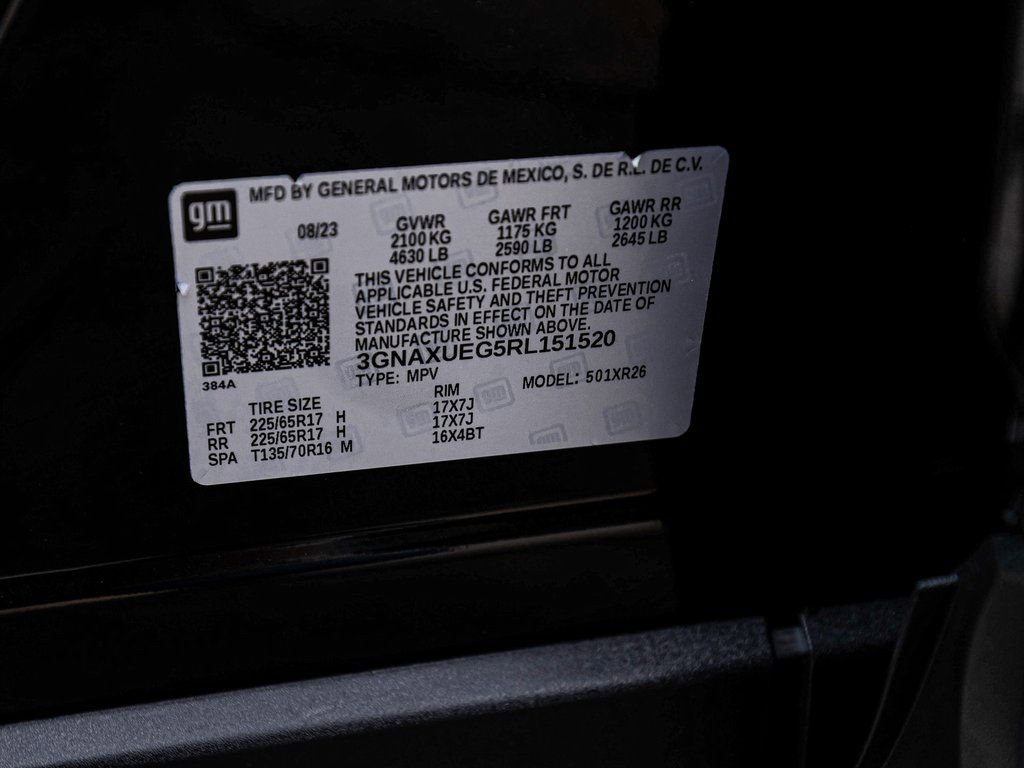 gm
MFD BY GENERAL MOTORS DE MEXICO, S. DE R.L. DE C.V.
08/23
GVWR GAWR FRT GAWR RR
2100 KG 1175 KG 1200 KG
4630 LB 2590 LB 2645 LB
THIS VEHICLE CONFORMS TO ALL
APPLICABLE U.S. FEDERAL MOTOR
VEHICLE SAFETY AND THEFT PREVENTION
STANDARDS IN EFFECT ON THE DATE OF
MANUFACTURE SHOWN ABOVE.
3GNAXUEG5RL151520
384A
TYPE: MPV MODEL: 501XR26
TIRE SIZE RIM
FRT 225/65R17 H 17X7J
RR 225/65R17 H 17X7J
SPA T135/70R16 M 16X4BT